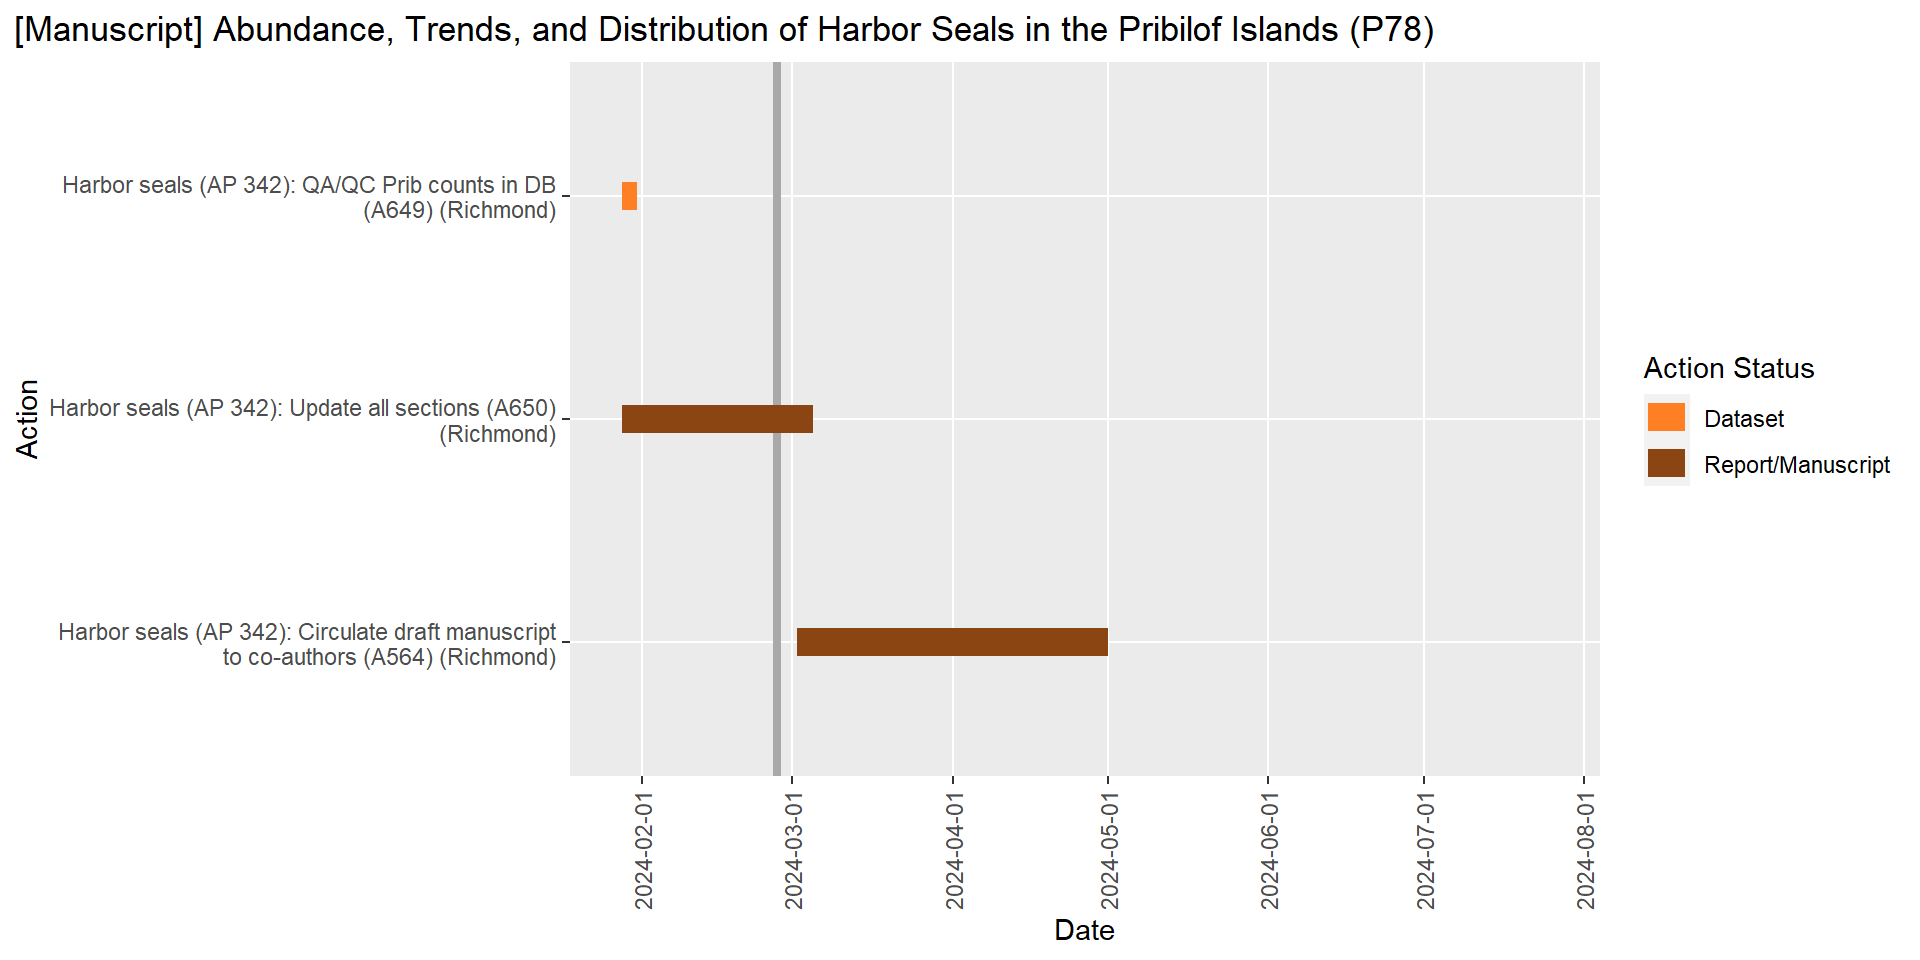 [Manuscript] Abundance, Trends, and Distribution of Harbor Seals in the Pribilof Islands (P78)
Action
Harbor seals (AP 342): QA/QC Prib counts in DB
(A649) (Richmond)
Harbor seals (AP 342): Update all sections (A650)
(Richmond)
Harbor seals (AP 342): Circulate draft manuscript
to co-authors (A564) (Richmond)
2024-02-01
2024-03-01
2024-04-01
2024-05-01
2024-06-01
2024-07-01
2024-08-01
Date
Action Status
Dataset
Report/Manuscript